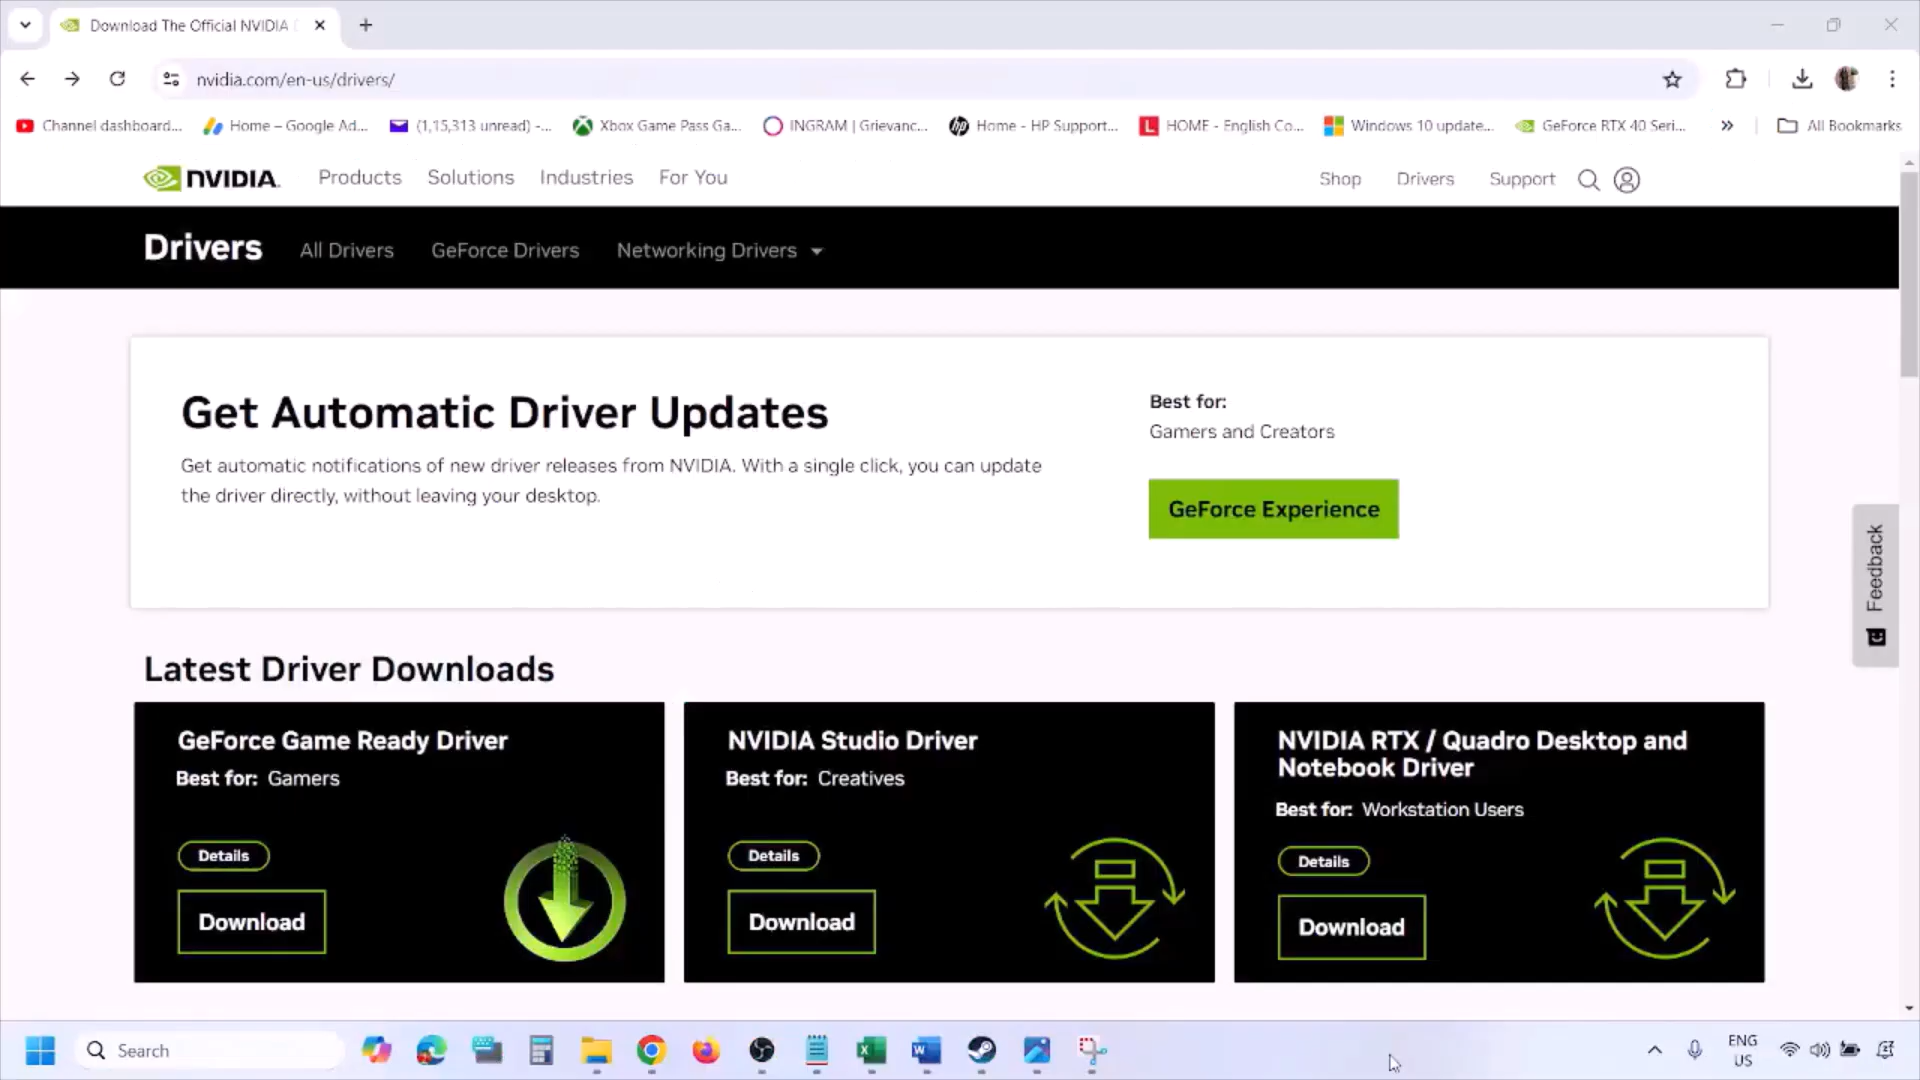 Download The Official NVIDIA
nvidia.com/en-us/drivers/
Channel dashboard...
Home – Google Ad...
(1,15,313 unread) -...
Xbox Game Pass Ga...
INGRAM | Grievanc...
Home - HP Support...
HOME - English Co...
Windows 10 update...
GeForce RTX 40 Seri...
All Bookmarks
NVIDIA.
Products
Solutions
Industries
For You
Shop
Drivers
Support
Drivers
All Drivers
GeForce Drivers
Networking Drivers
Get Automatic Driver Updates
Get automatic notifications of new driver releases from NVIDIA. With a single click, you can update
the driver directly, without leaving your desktop.
Best for:
Gamers and Creators
GeForce Experience
Feedback
Latest Driver Downloads
GeForce Game Ready Driver
Best for: Gamers
Details
Download
NVIDIA Studio Driver
Best for: Creatives
Details
Download
NVIDIA RTX / Quadro Desktop and
Notebook Driver
Best for: Workstation Users
Details
Download
Search
ENG
US